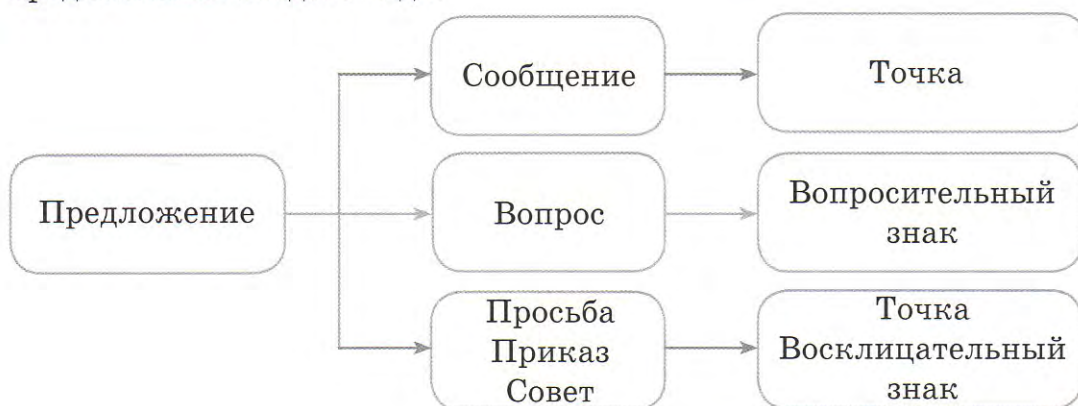 Сообщение
Точка
Предложение
Вопрос
Вопросительный
знак
Просьба
Приказ
Совет
Точка
Восклицательный
знак